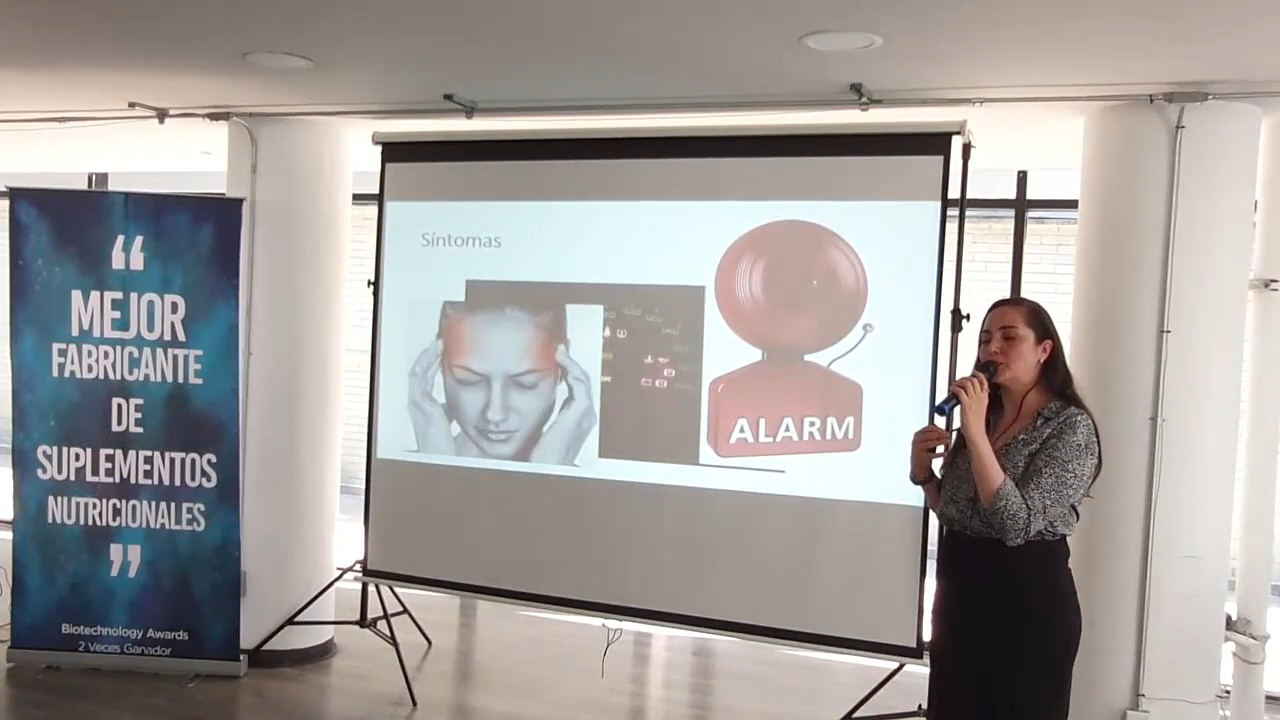 “
MEJOR
FABRICANTE
DE
SUPLEMENTOS
NUTRICIONALES
”
Biotechnology Awards
2 Veces Ganador
Síntomas
ALARM